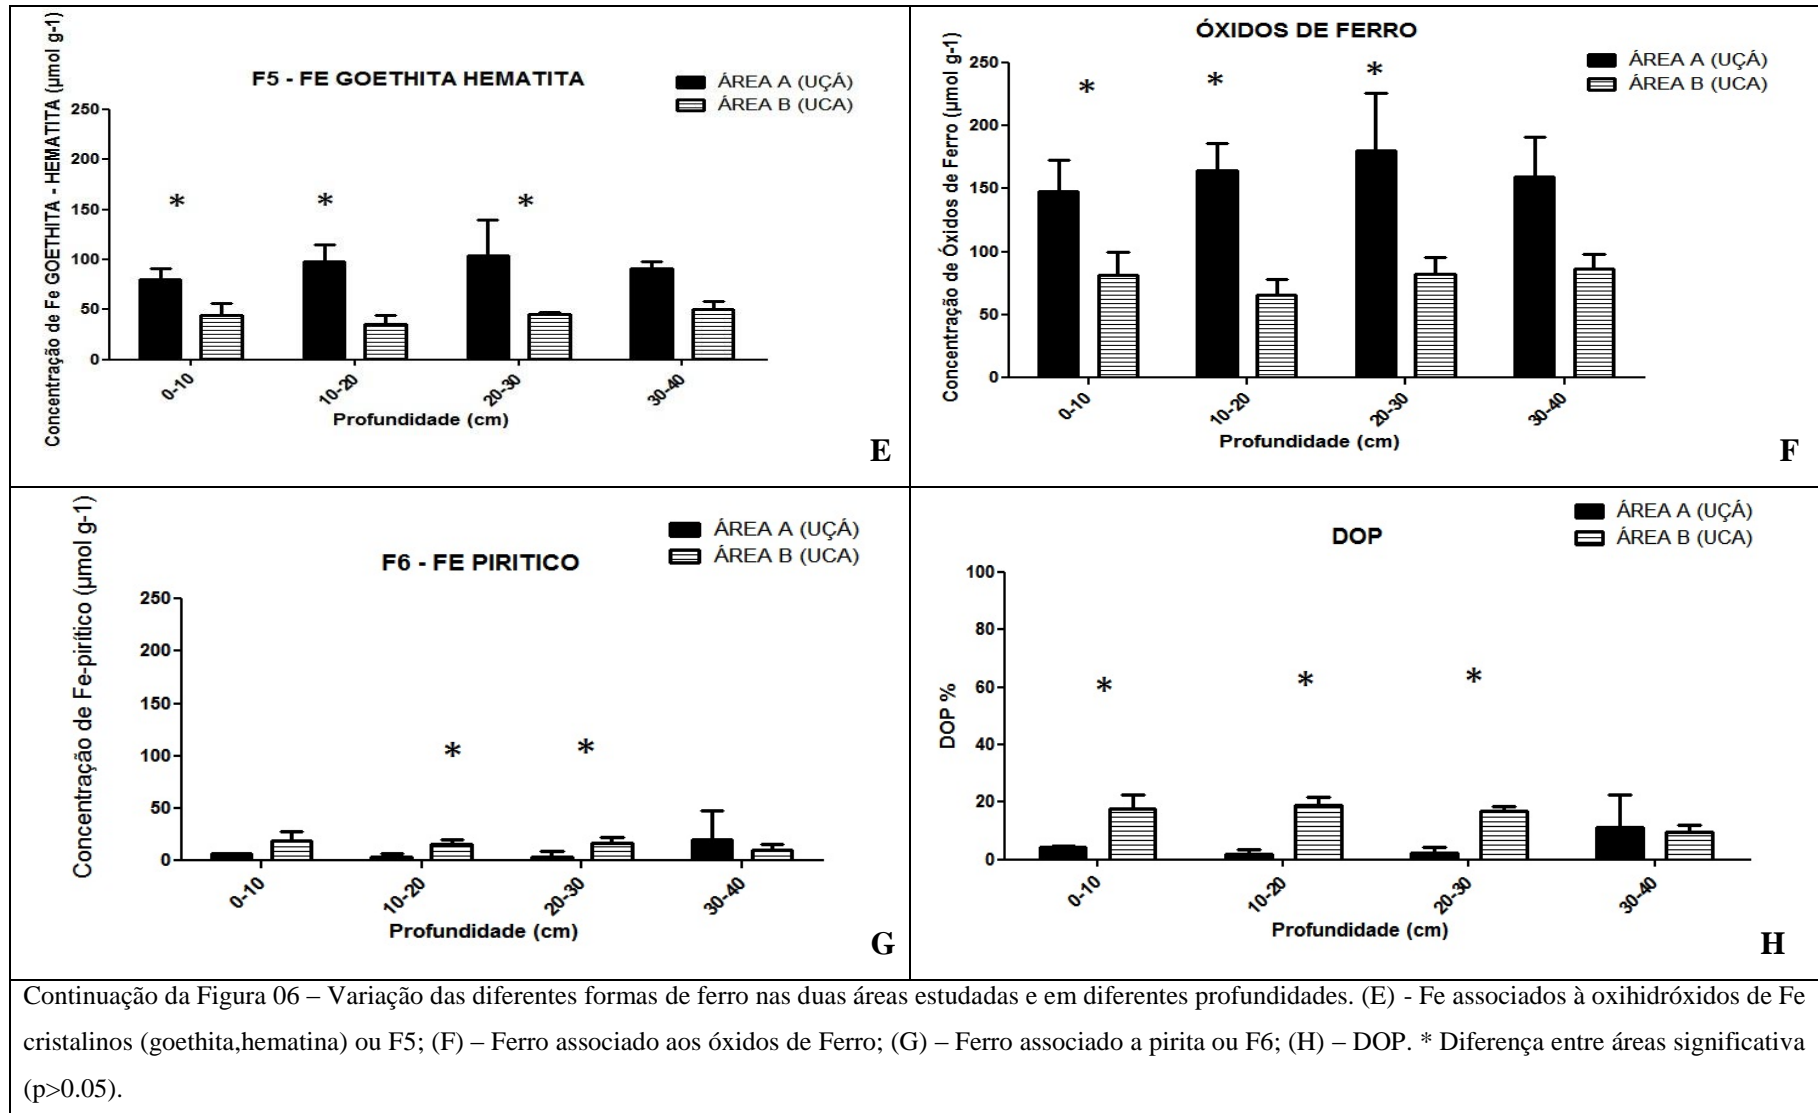 F5 - FE GOETHITA HEMATITA
ÁREA A (UÇÁ)
ÁREA B (UCA)
Concentração de Fe GOETHITA - HEMATITA (µmol g-1)
250
200
150
100
50
0
* * *
0-10 10-20 20-30 30-40
Profundidade (cm)
E
ÓXIDOS DE FERRO
ÁREA A (UÇÁ)
ÁREA B (UCA)
Concentração de Óxidos de Ferro (µmol g-1)
250
200
150
100
50
0
* * *
0-10 10-20 20-30 30-40
Profundidade (cm)
F
F6 - FE PIRITICO
ÁREA A (UÇÁ)
ÁREA B (UCA)
Concentração de Fe-pirítico (µmol g-1)
250
200
150
100
50
0
* *
0-10 10-20 20-30 30-40
Profundidade (cm)
G
DOP
ÁREA A (UÇÁ)
ÁREA B (UCA)
DOP %
100
80
60
40
20
0
* * *
0-10 10-20 20-30 30-40
Profundidade (cm)
H
Continuação da Figura 06 – Variação das diferentes formas de ferro nas duas áreas estudadas e em diferentes profundidades. (E) - Fe associados à oxihidróxidos de Fe
cristalinos (goethita,hematina) ou F5; (F) – Ferro associado aos óxidos de Ferro; (G) – Ferro associado a pirita ou F6; (H) – DOP. * Diferença entre áreas significativa
(p>0.05).